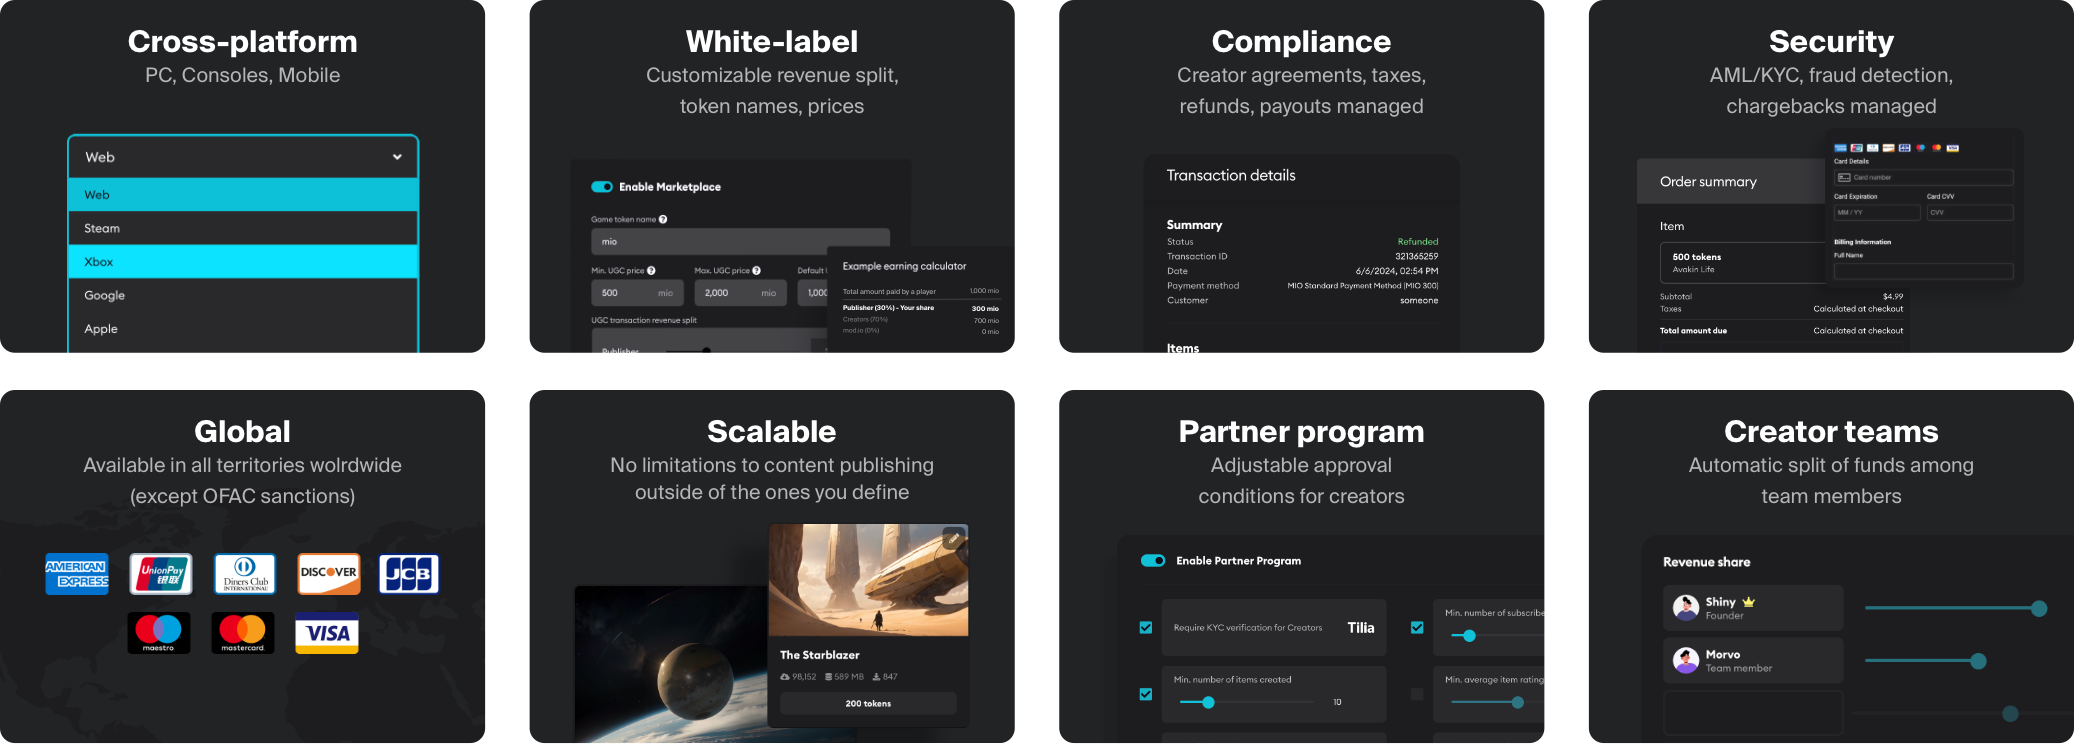 Cross-platform
PC, Consoles, Mobile
Web
Web
Steam
Xbox
Google
Apple
White-label
Customizable revenue split,
token names, prices
Enable Marketplace
Game token name ?
mio
Min. UGC price ?
Max. UGC price ?
Default
500 mio
2,000 mio
1,000
UGC transaction revenue split
Publisher
Example earning calculator
Total amount paid by a player 1,000 mio
Publisher (30%) - Your share 300 mio
Creators (70%) 700 mio
mod.io (0%) 0 mio
Compliance
Creator agreements, taxes,
refunds, payouts managed
Transaction details
Summary
Status Refunded
Transaction ID 321365259
Date 6/6/2024, 02:54 PM
Payment method MIO Standard Payment Method (MIO 300)
Customer someone
Items
Security
AML/KYC, fraud detection,
chargebacks managed
Order summary
Item
500 tokens
Avakin Life
Subtotal $4.99
Taxes Calculated at checkout
Total amount due Calculated at checkout
Card Details
Card number
Card Expiration Card CVV
MM / YY CVV
Billing Information
Full Name
Global
Available in all territories wolrdwide
(except OFAC sanctions)
AMERICAN EXPRESS
UnionPay 银联
Diners Club INTERNATIONAL
DISCOVER
JCB
maestro
mastercard
VISA
Scalable
No limitations to content publishing
outside of the ones you define
The Starblazer
98,152 589 MB 847
200 tokens
Partner program
Adjustable approval
conditions for creators
Enable Partner Program
Require KYC verification for Creators Tilia
Min. number of subscribe
Min. number of items created
10
Min. average item rating
Creator teams
Automatic split of funds among
team members
Revenue share
Shiny
Founder
Morvo
Team member